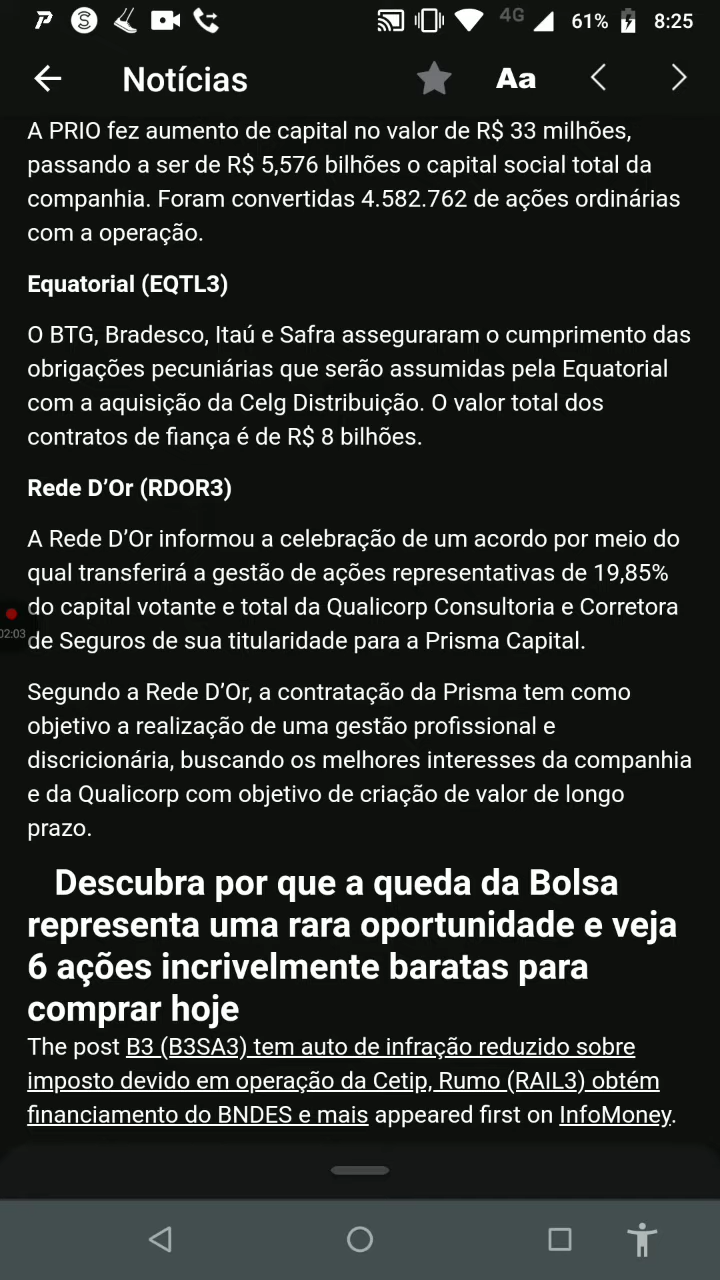 4G 61% 8:25
Notícias Aa
A PRIO fez aumento de capital no valor de R$ 33 milhões,
passando a ser de R$ 5,576 bilhões o capital social total da
companhia. Foram convertidas 4.582.762 de ações ordinárias
com a operação.
Equatorial (EQTL3)
O BTG, Bradesco, Itaú e Safra asseguraram o cumprimento das
obrigações pecuniárias que serão assumidas pela Equatorial
com a aquisição da Celg Distribuição. O valor total dos
contratos de fiança é de R$ 8 bilhões.
Rede D’Or (RDOR3)
A Rede D’Or informou a celebração de um acordo por meio do
qual transferirá a gestão de ações representativas de 19,85%
do capital votante e total da Qualicorp Consultoria e Corretora
02:03
de Seguros de sua titularidade para a Prisma Capital.
Segundo a Rede D’Or, a contratação da Prisma tem como
objetivo a realização de uma gestão profissional e
discricionária, buscando os melhores interesses da companhia
e da Qualicorp com objetivo de criação de valor de longo
prazo.
Descubra por que a queda da Bolsa
representa uma rara oportunidade e veja
6 ações incrivelmente baratas para
comprar hoje
The post B3 (B3SA3) tem auto de infração reduzido sobre
imposto devido em operação da Cetip, Rumo (RAIL3) obtém
financiamento do BNDES e mais appeared first on InfoMoney.